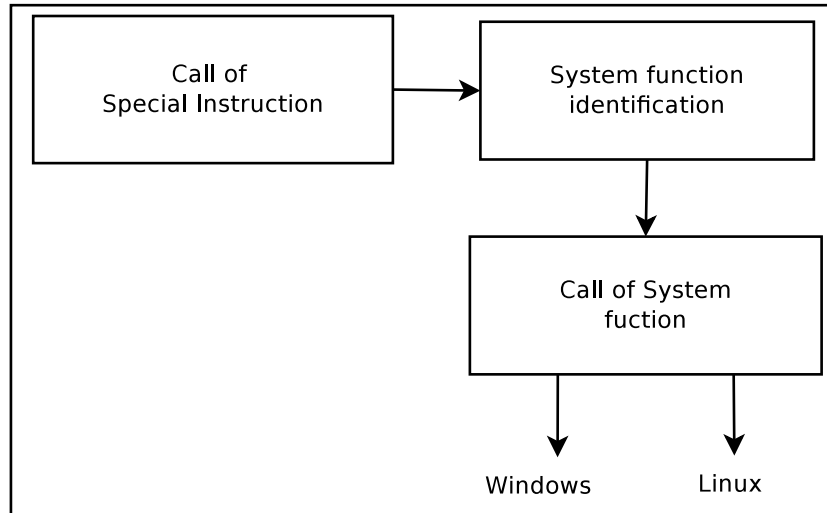 Call of
Special Instruction
System function
identification
Call of System
fuction
Windows
Linux